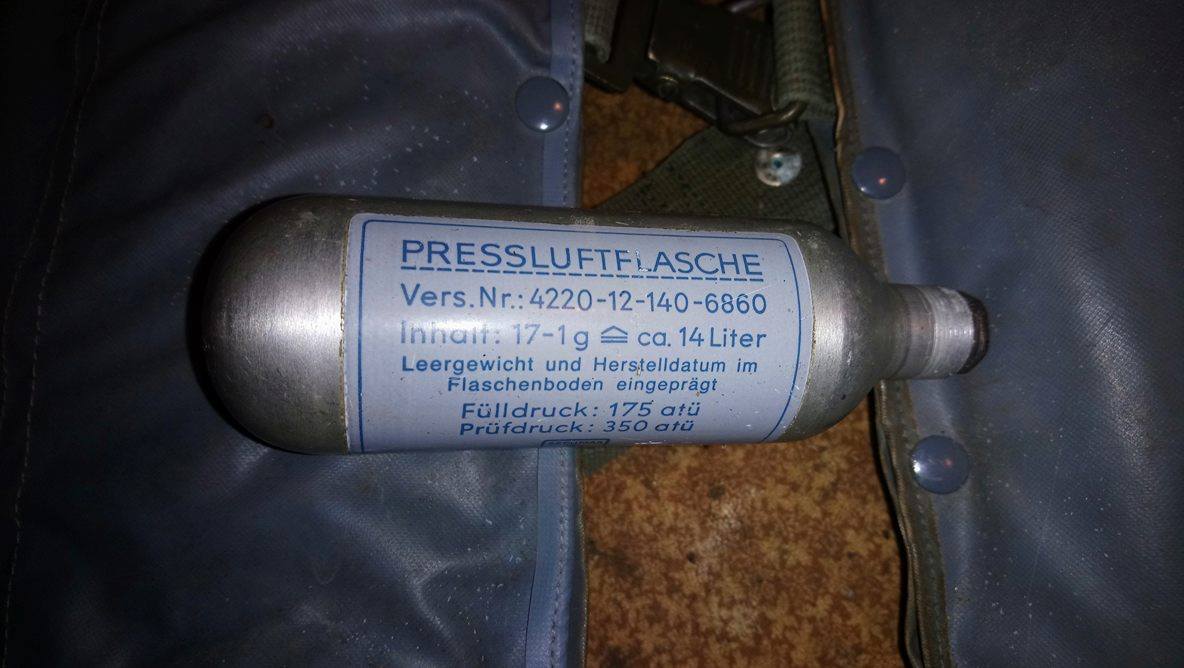 PRESSLUFTFLASCHE
Vers.Nr.: 4220-12-140-6860
Inhalt: 17-1 g ≙ ca. 14 Liter
Leergewicht und Herstelldatum im
Flaschenboden eingeprägt
Fülldruck: 175 atü
Prüfdruck: 350 atü